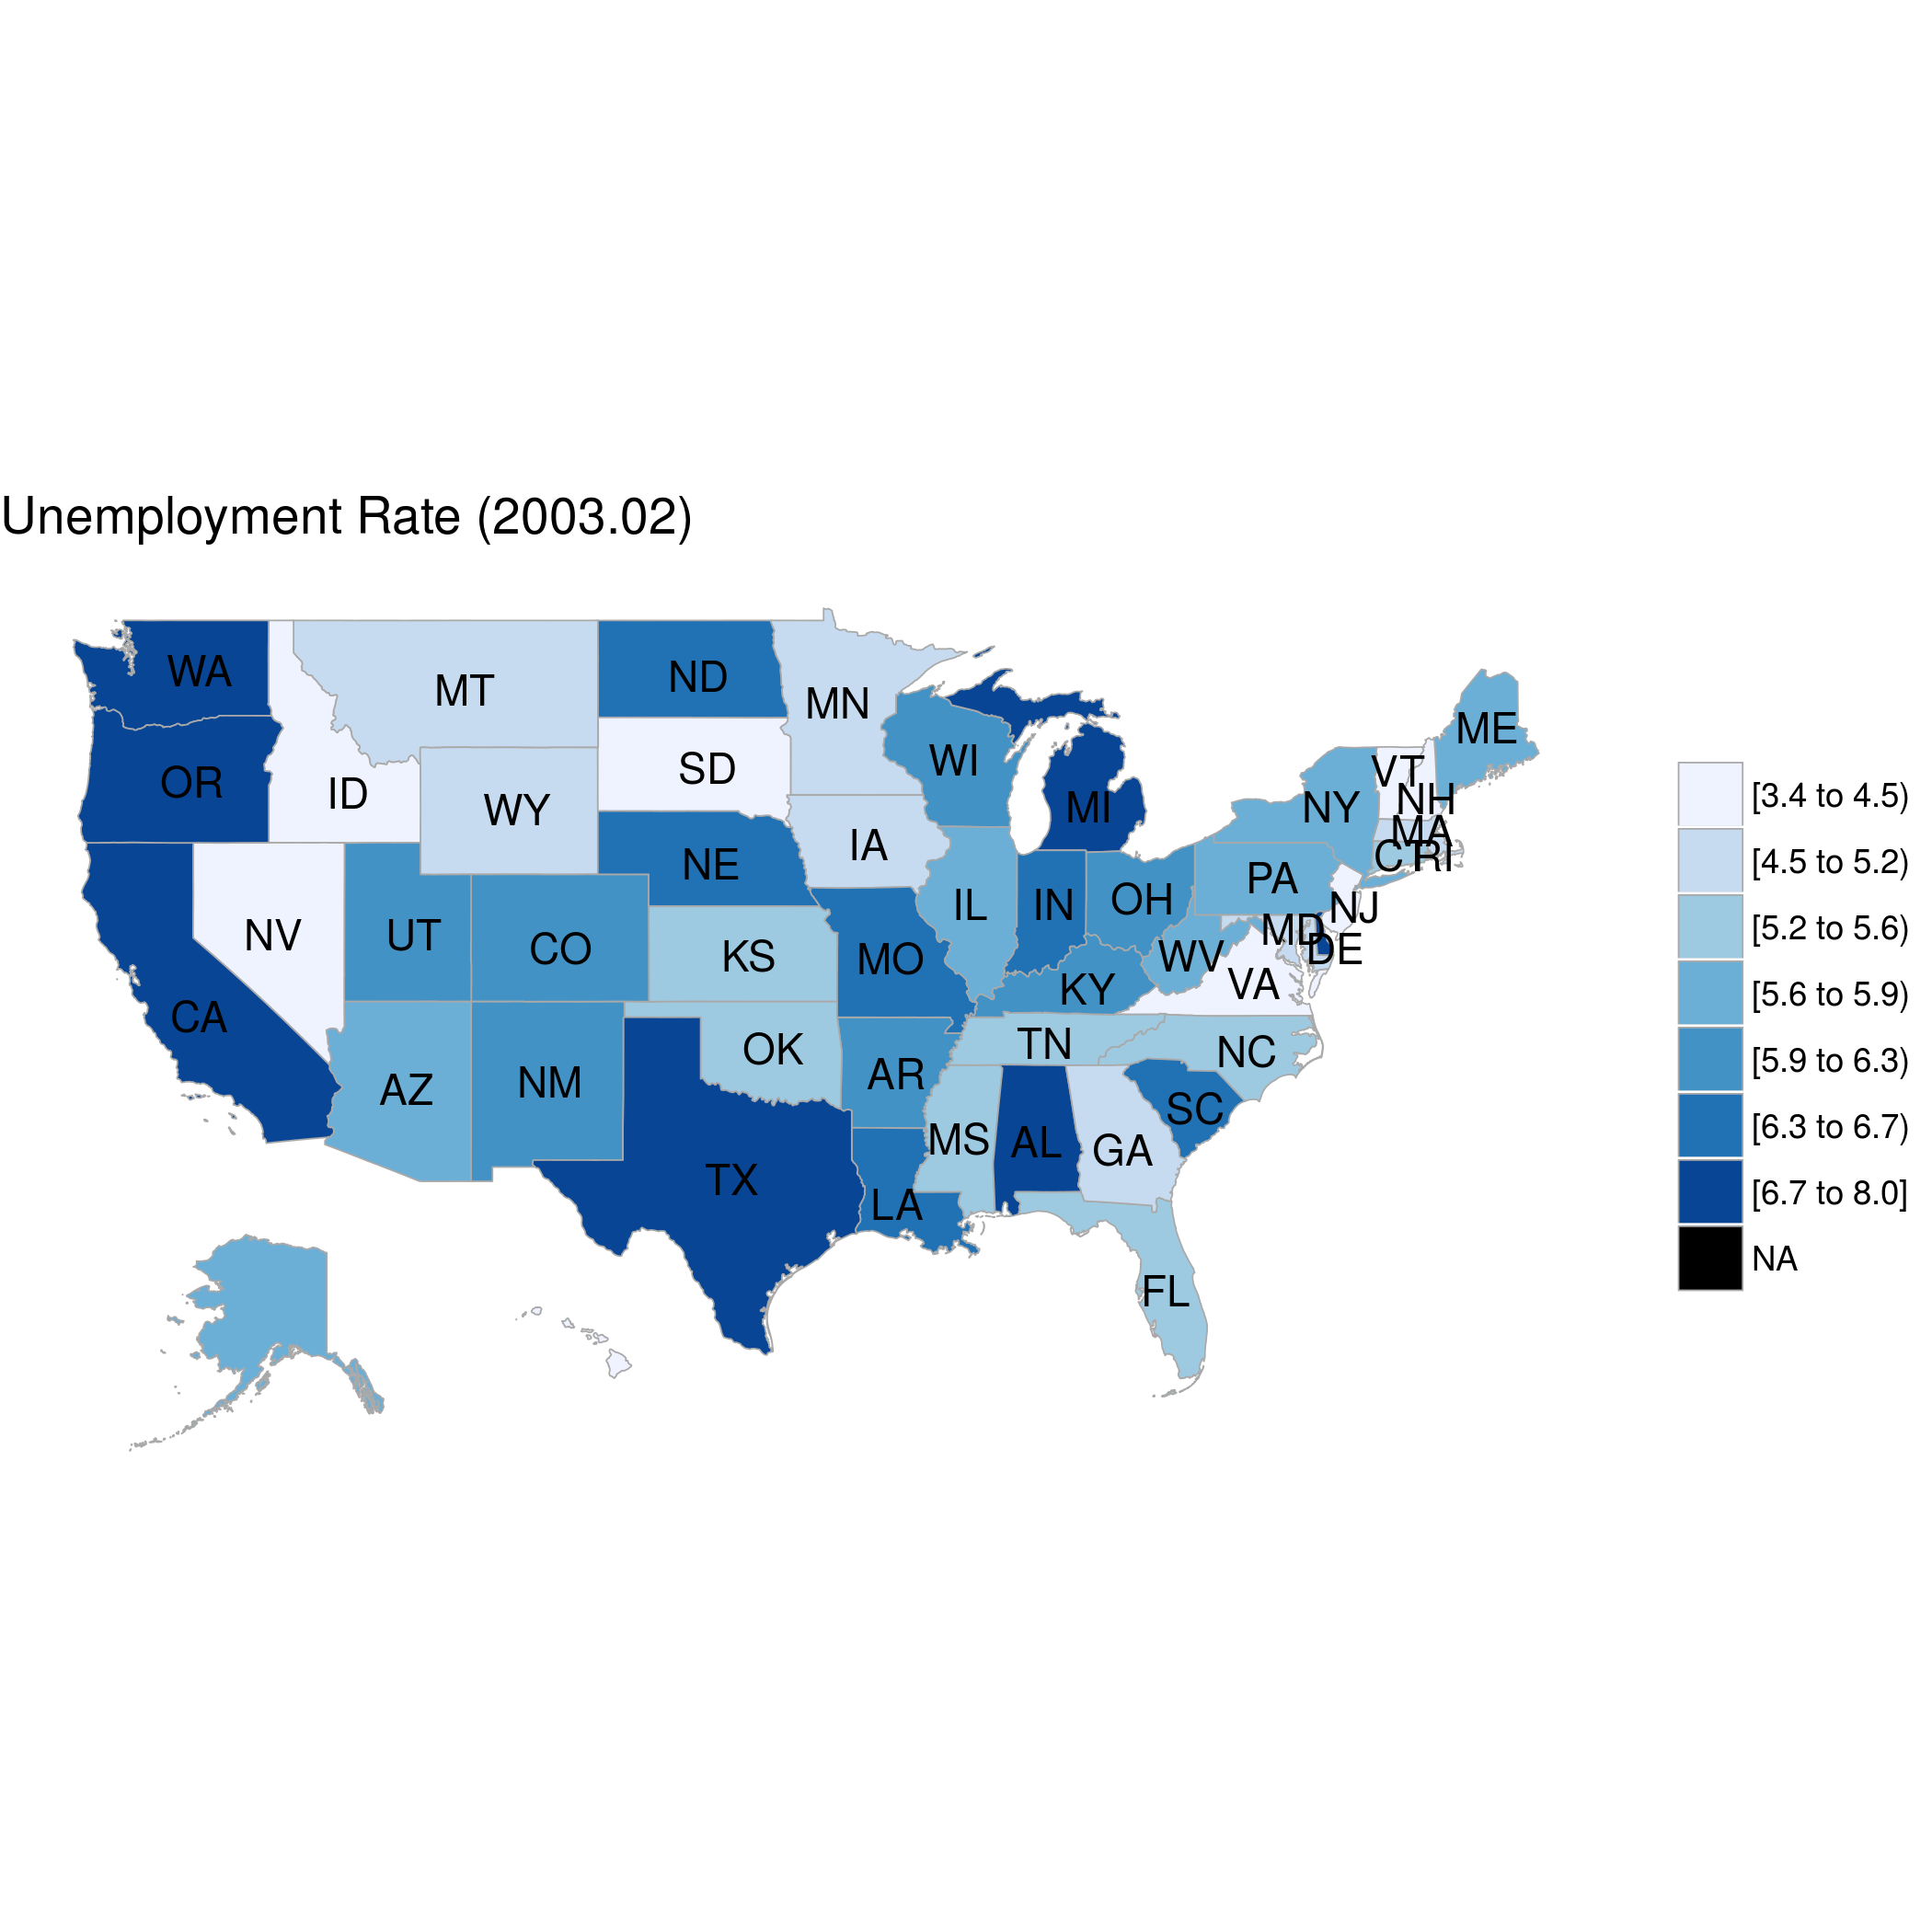 Unemployment Rate (2003.02)
WA
MT
ND
MN
ME
OR
ID
WY
SD
WI
MI
NY
VT
NH
MA
CT
RI
NE
IA
PA
NV
UT
CO
KS
MO
IL
IN
OH
WV
MD
DE
NJ
VA
KY
CA
AZ
NM
OK
AR
TN
NC
SC
TX
LA
MS
AL
GA
FL
[3.4 to 4.5)
[4.5 to 5.2)
[5.2 to 5.6)
[5.6 to 5.9)
[5.9 to 6.3)
[6.3 to 6.7)
[6.7 to 8.0]
NA